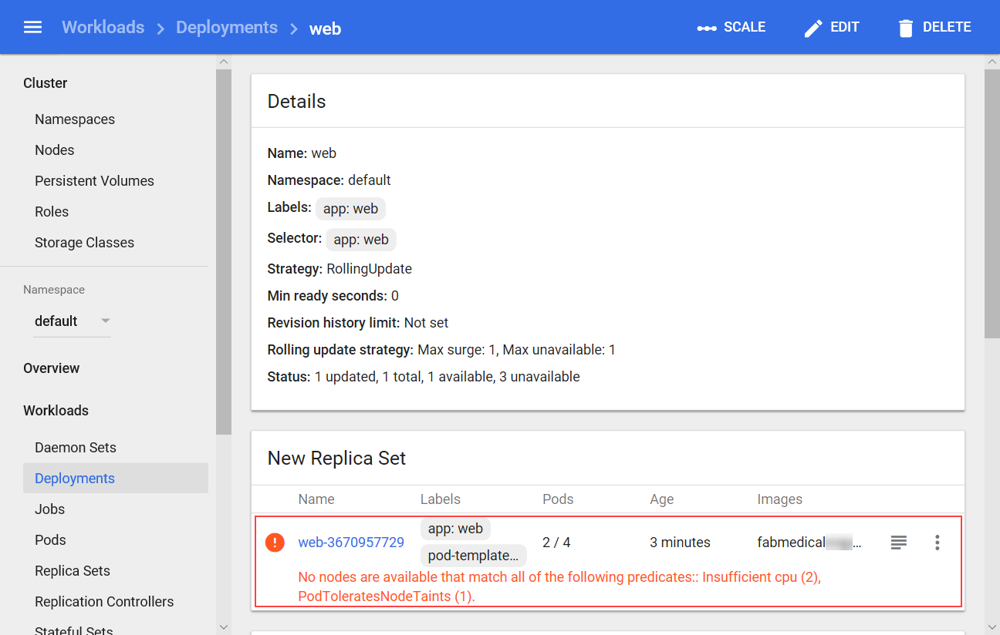 Workloads > Deployments > web
SCALE
EDIT
DELETE
Cluster
Namespaces
Nodes
Persistent Volumes
Roles
Storage Classes
Namespace
default
Overview
Workloads
Daemon Sets
Deployments
Jobs
Pods
Replica Sets
Replication Controllers
Stateful Sets
Details
Name: web
Namespace: default
Labels: app: web
Selector: app: web
Strategy: RollingUpdate
Min ready seconds: 0
Revision history limit: Not set
Rolling update strategy: Max surge: 1, Max unavailable: 1
Status: 1 updated, 1 total, 1 available, 3 unavailable
New Replica Set
Name Labels Pods Age Images
app: web
web-3670957729 2 / 4 3 minutes fabmedical ...
pod-template...
No nodes are available that match all of the following predicates:: Insufficient cpu (2),
PodToleratesNodeTaints (1).